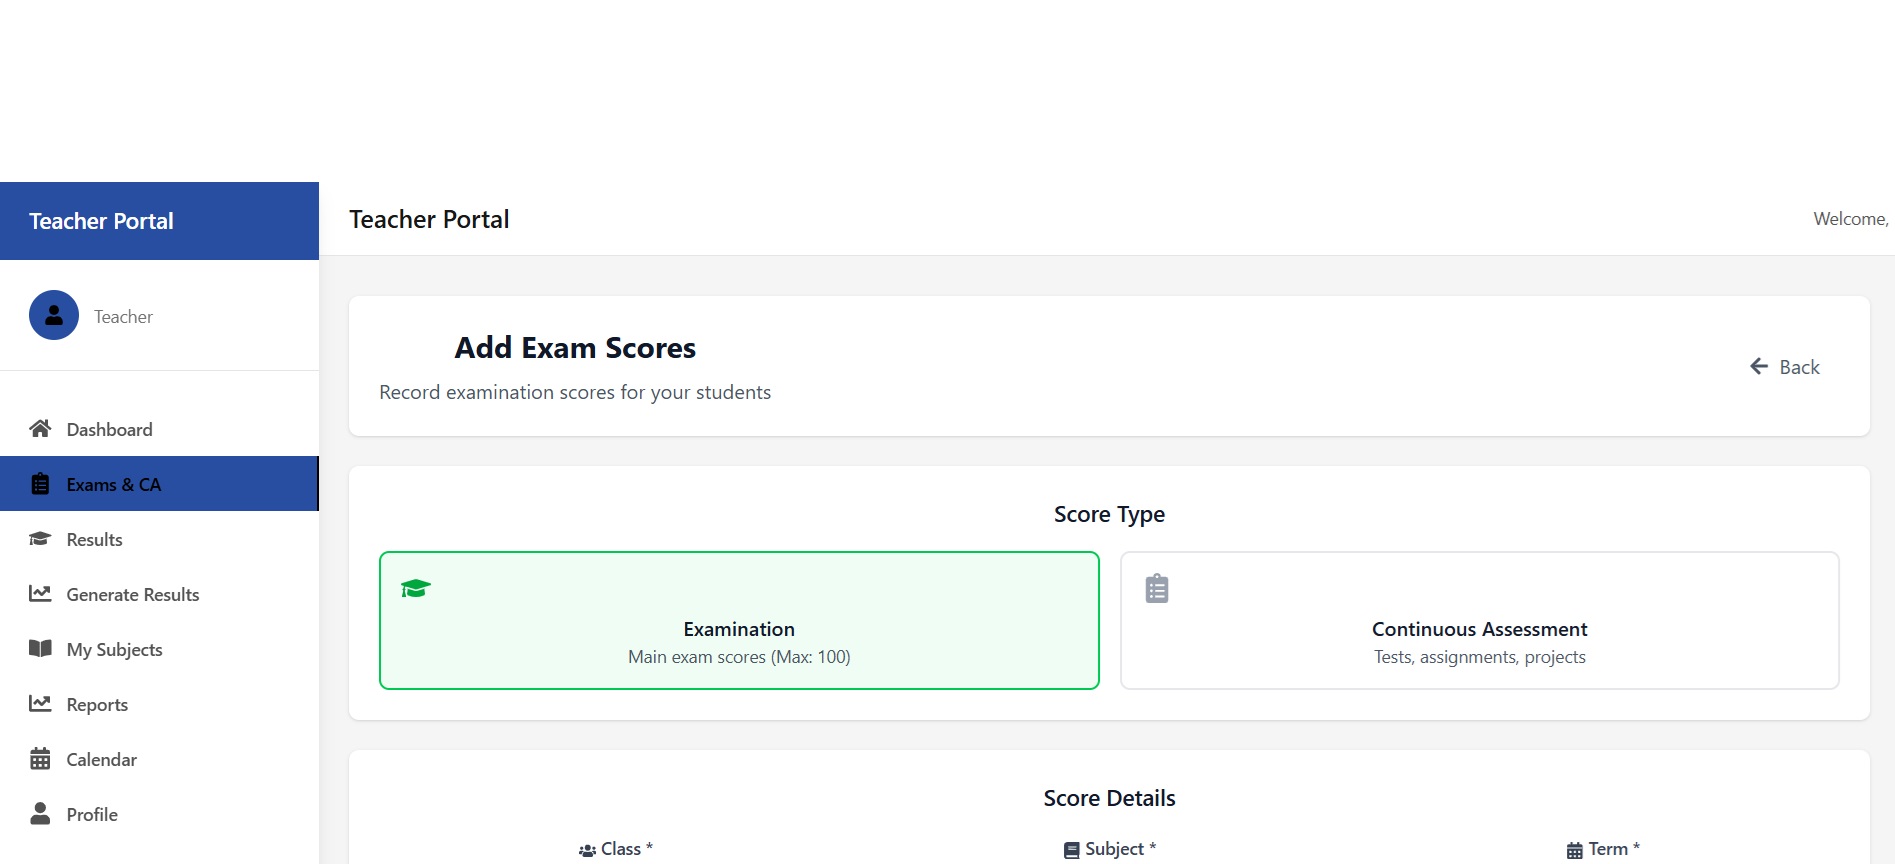 Teacher Portal
Teacher
Dashboard
Exams & CA
Results
Generate Results
My Subjects
Reports
Calendar
Profile
Teacher Portal
Welcome,
Add Exam Scores
Record examination scores for your students
Back
Score Type
Examination
Main exam scores (Max: 100)
Continuous Assessment
Tests, assignments, projects
Score Details
Class *
Subject *
Term *